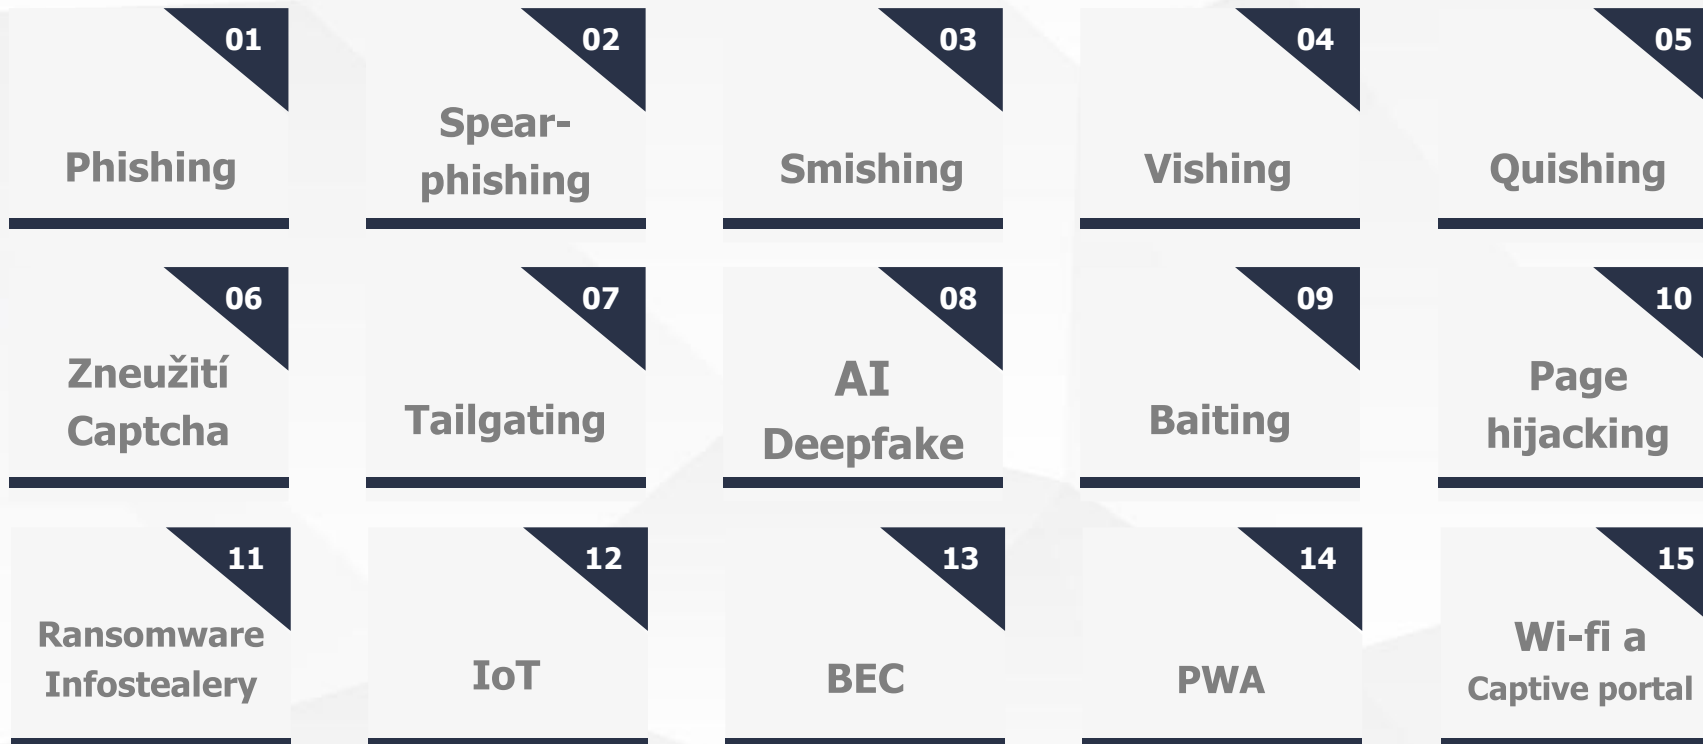 01
Phishing
02
Spear-
phishing
03
Smishing
04
Vishing
05
Quishing
06
Zneužití
Captcha
07
Tailgating
08
AI
Deepfake
09
Baiting
10
Page
hijacking
11
Ransomware
Infostealery
12
IoT
13
BEC
14
PWA
15
Wi-fi a
Captive portal